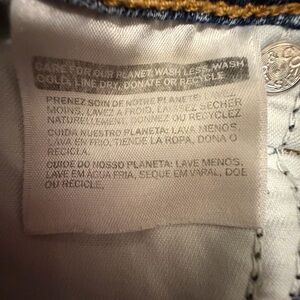 CARE FOR OUR PLANET: WASH LESS, WASH
COLD, LINE DRY, DONATE OR RECYCLE
PRENEZ SOIN DE NOTRE PLANETE:
MOINS, LAVEZ A FROID, SECHER
NATURELLEMENT, DONNEZ OU RECYCLEZ
CUIDA NUESTRO PLANETA: LAVA MENOS,
LAVA EN FRIO, TIENDE LA ROPA, DONA O
RECICLA.
CUIDE DO NOSSO PLANETA: LAVE MENOS,
LAVE EM AGUA FRIA, SEQUE EM VARAL, DOE
OU RECICLE.